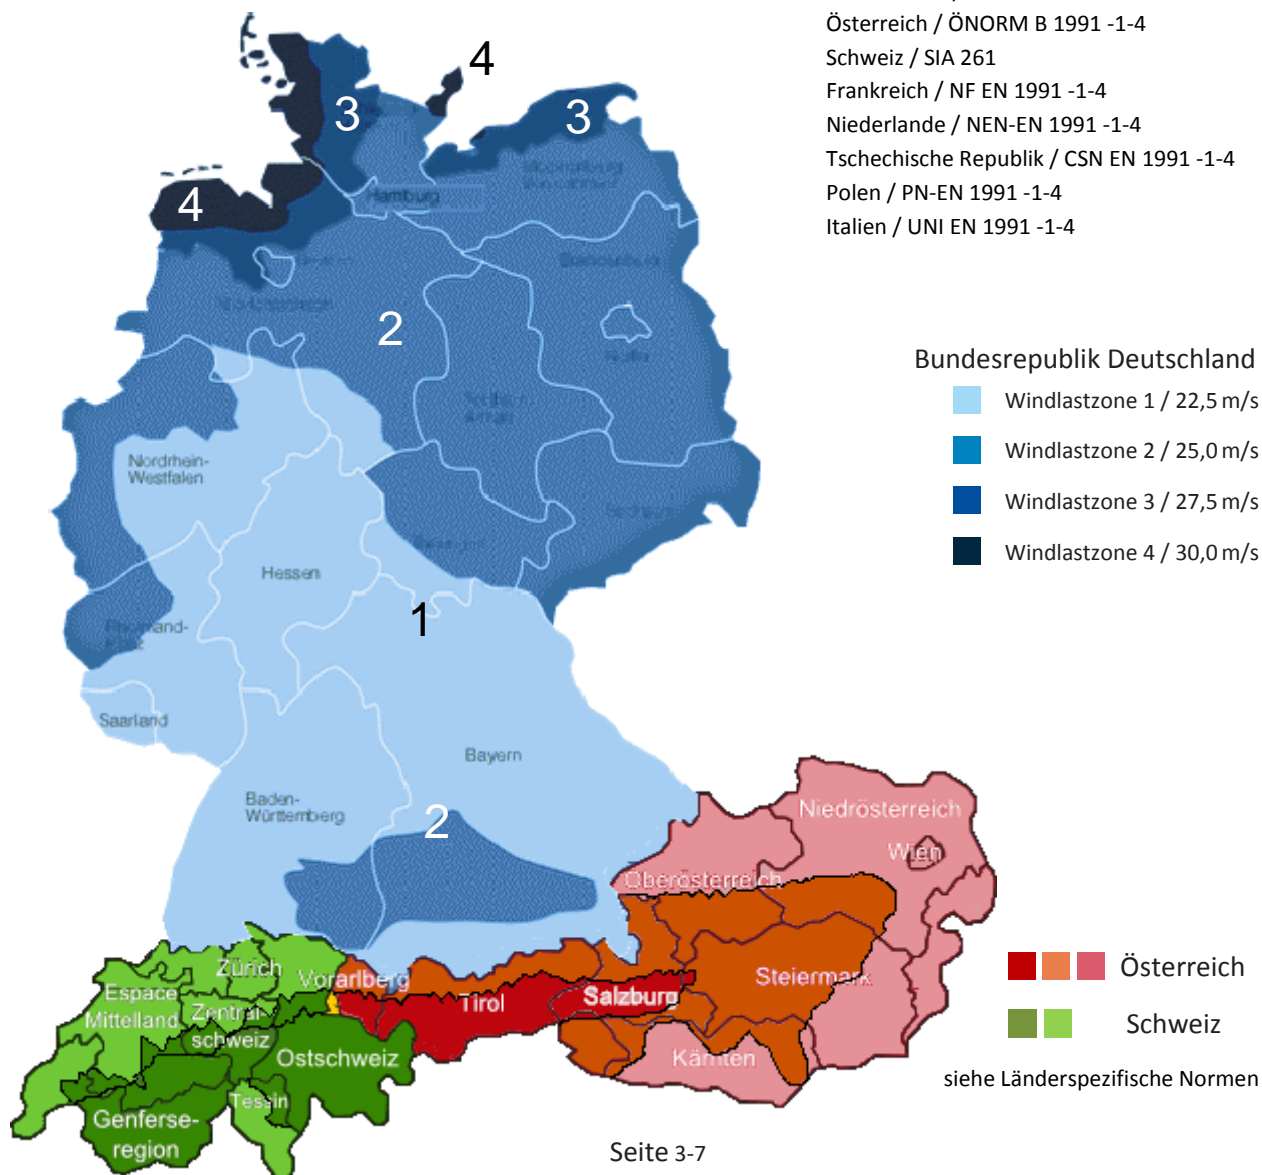 Österreich / ÖNORM B 1991 -1-4
Schweiz / SIA 261
Frankreich / NF EN 1991 -1-4
Niederlande / NEN-EN 1991 -1-4
Tschechische Republik / CSN EN 1991 -1-4
Polen / PN-EN 1991 -1-4
Italien / UNI EN 1991 -1-4
4
3
3
4
Hamburg
2
Bundesrepublik Deutschland
Windlastzone 1 / 22,5 m/s
Windlastzone 2 / 25,0 m/s
Windlastzone 3 / 27,5 m/s
Windlastzone 4 / 30,0 m/s
Nordrhein-
Westfalen
Hessen
1
Saarland
Bayern
Baden-
Württemberg
2
Niedrösterreich
Wien
Oberösterreich
Zürich
Vorarlberg
Espace
Mittelland
Zentral-
schweiz
Tirol
Salzburg
Steiermark
Ostschweiz
Kärnten
Tessin
Genferse-
region
Österreich
Schweiz
siehe Länderspezifische Normen
Seite 3-7